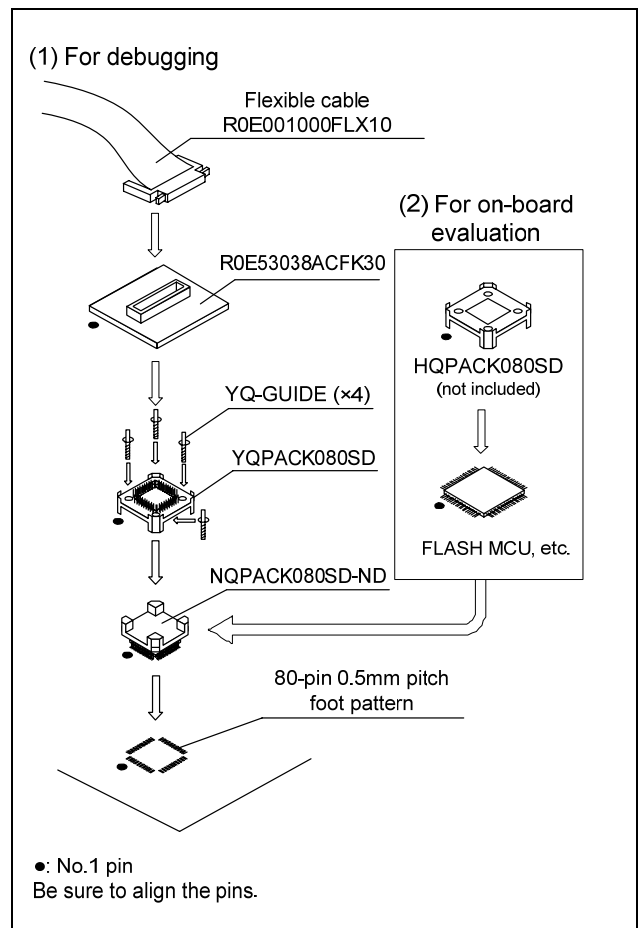 (1) For debugging
Flexible cable
R0E001000FLX10
R0E53038ACFK30
YQ-GUIDE (×4)
YQPACK080SD
NQPACK080SD-ND
80-pin 0.5mm pitch
foot pattern
(2) For on-board
evaluation
HQPACK080SD
(not included)
FLASH MCU, etc.
●: No.1 pin
Be sure to align the pins.